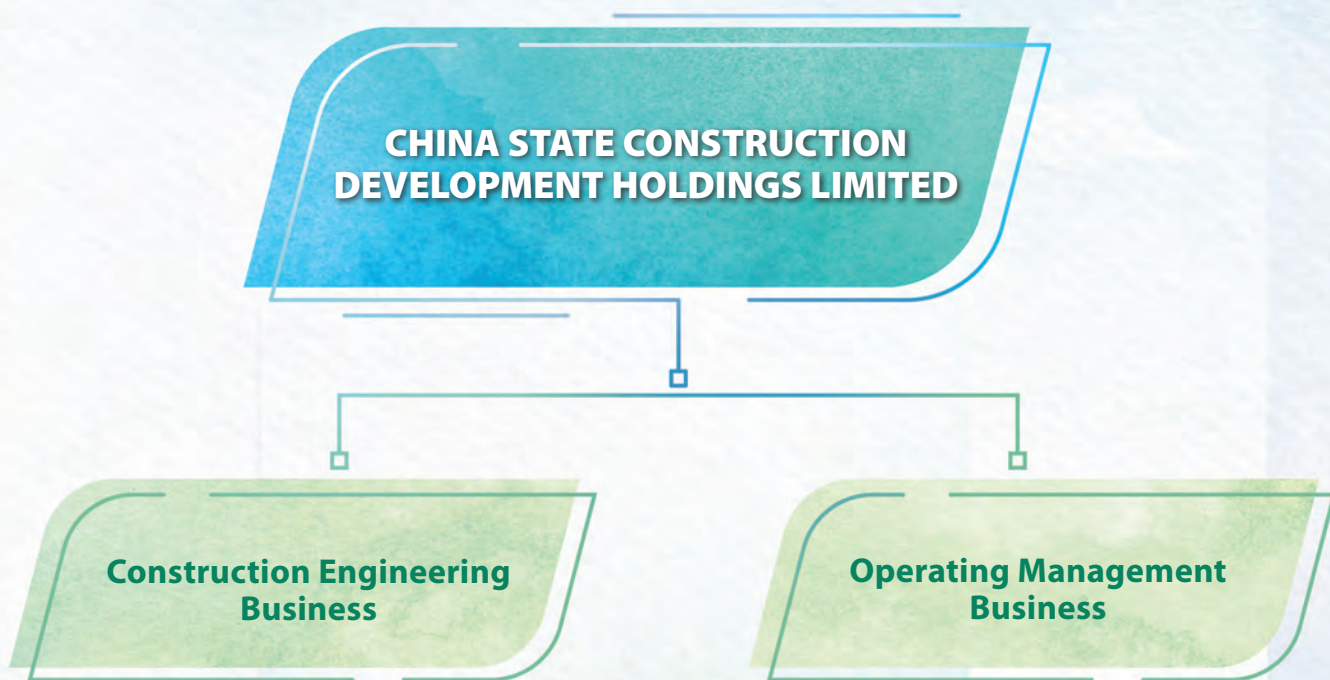 CHINA STATE CONSTRUCTION
DEVELOPMENT HOLDINGS LIMITED
Construction Engineering
Business
Operating Management
Business